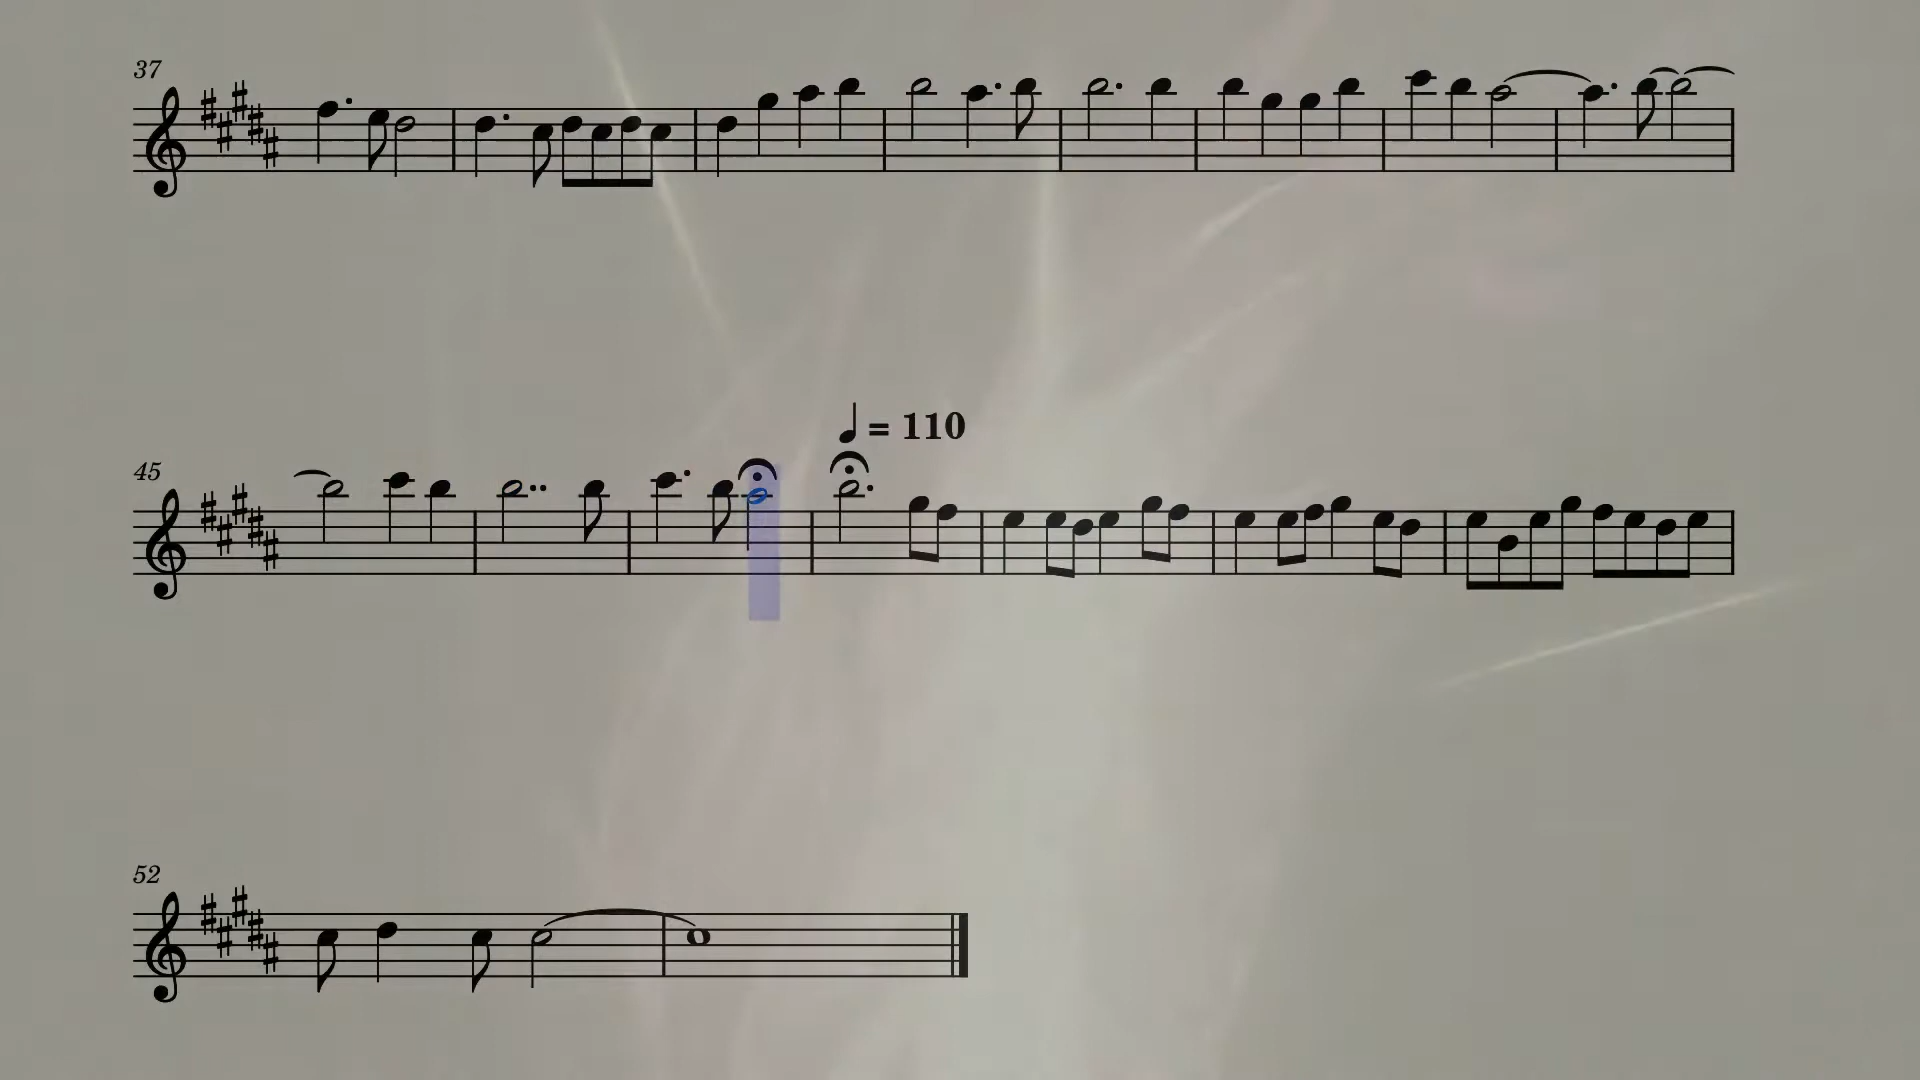 37
♩ = 110
45
52